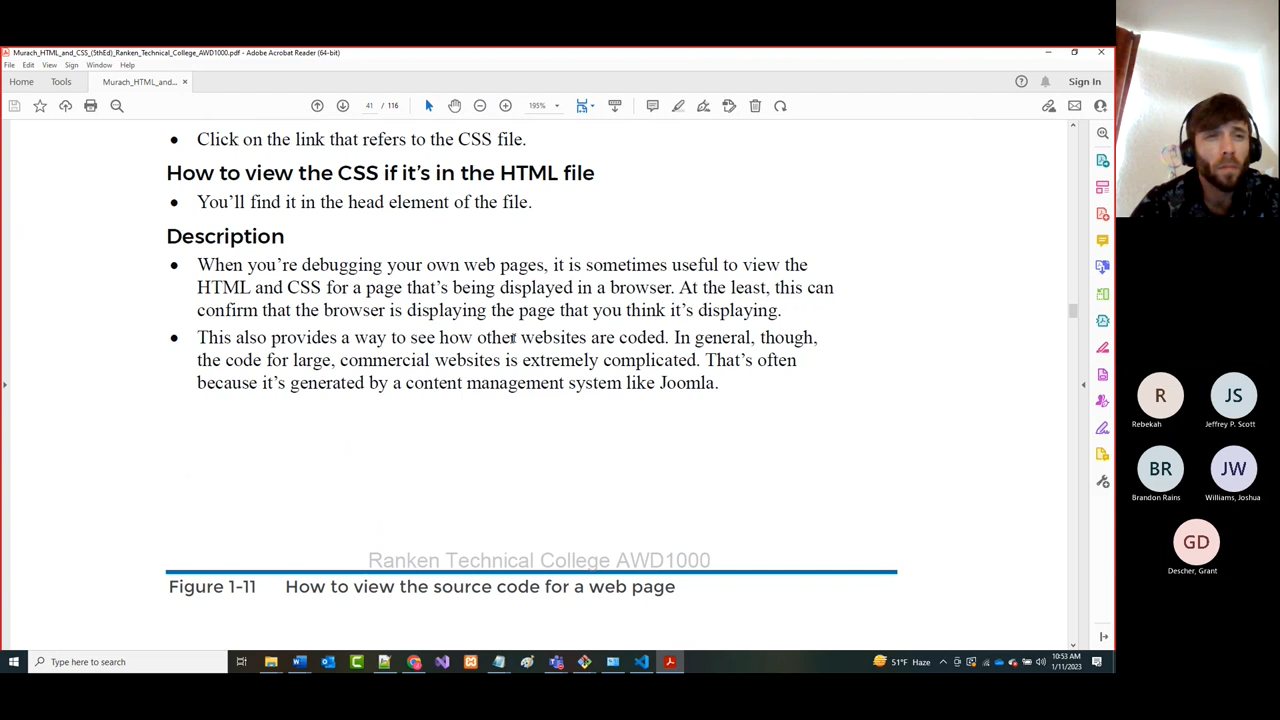 Murach_HTML_and_CSS_(5thEd)_Ranken_Technical_College_AWD1000.pdf - Adobe Acrobat Reader (64-bit)
File Edit View Sign Window Help
Home Tools Murach_HTML_and... × Sign In
41 / 116 195%
• Click on the link that refers to the CSS file.
How to view the CSS if it's in the HTML file
• You'll find it in the head element of the file.
Description
• When you're debugging your own web pages, it is sometimes useful to view the
HTML and CSS for a page that's being displayed in a browser. At the least, this can
confirm that the browser is displaying the page that you think it's displaying.
• This also provides a way to see how other websites are coded. In general, though,
the code for large, commercial websites is extremely complicated. That's often
because it's generated by a content management system like Joomla.
Ranken Technical College AWD1000
Figure 1-11 How to view the source code for a web page
R JS
Rebekah Jeffrey P. Scott
BR JW
Brandon Rains Williams, Joshua
GD
Descher, Grant
Type here to search
51°F Haze
10:53 AM
1/11/2023